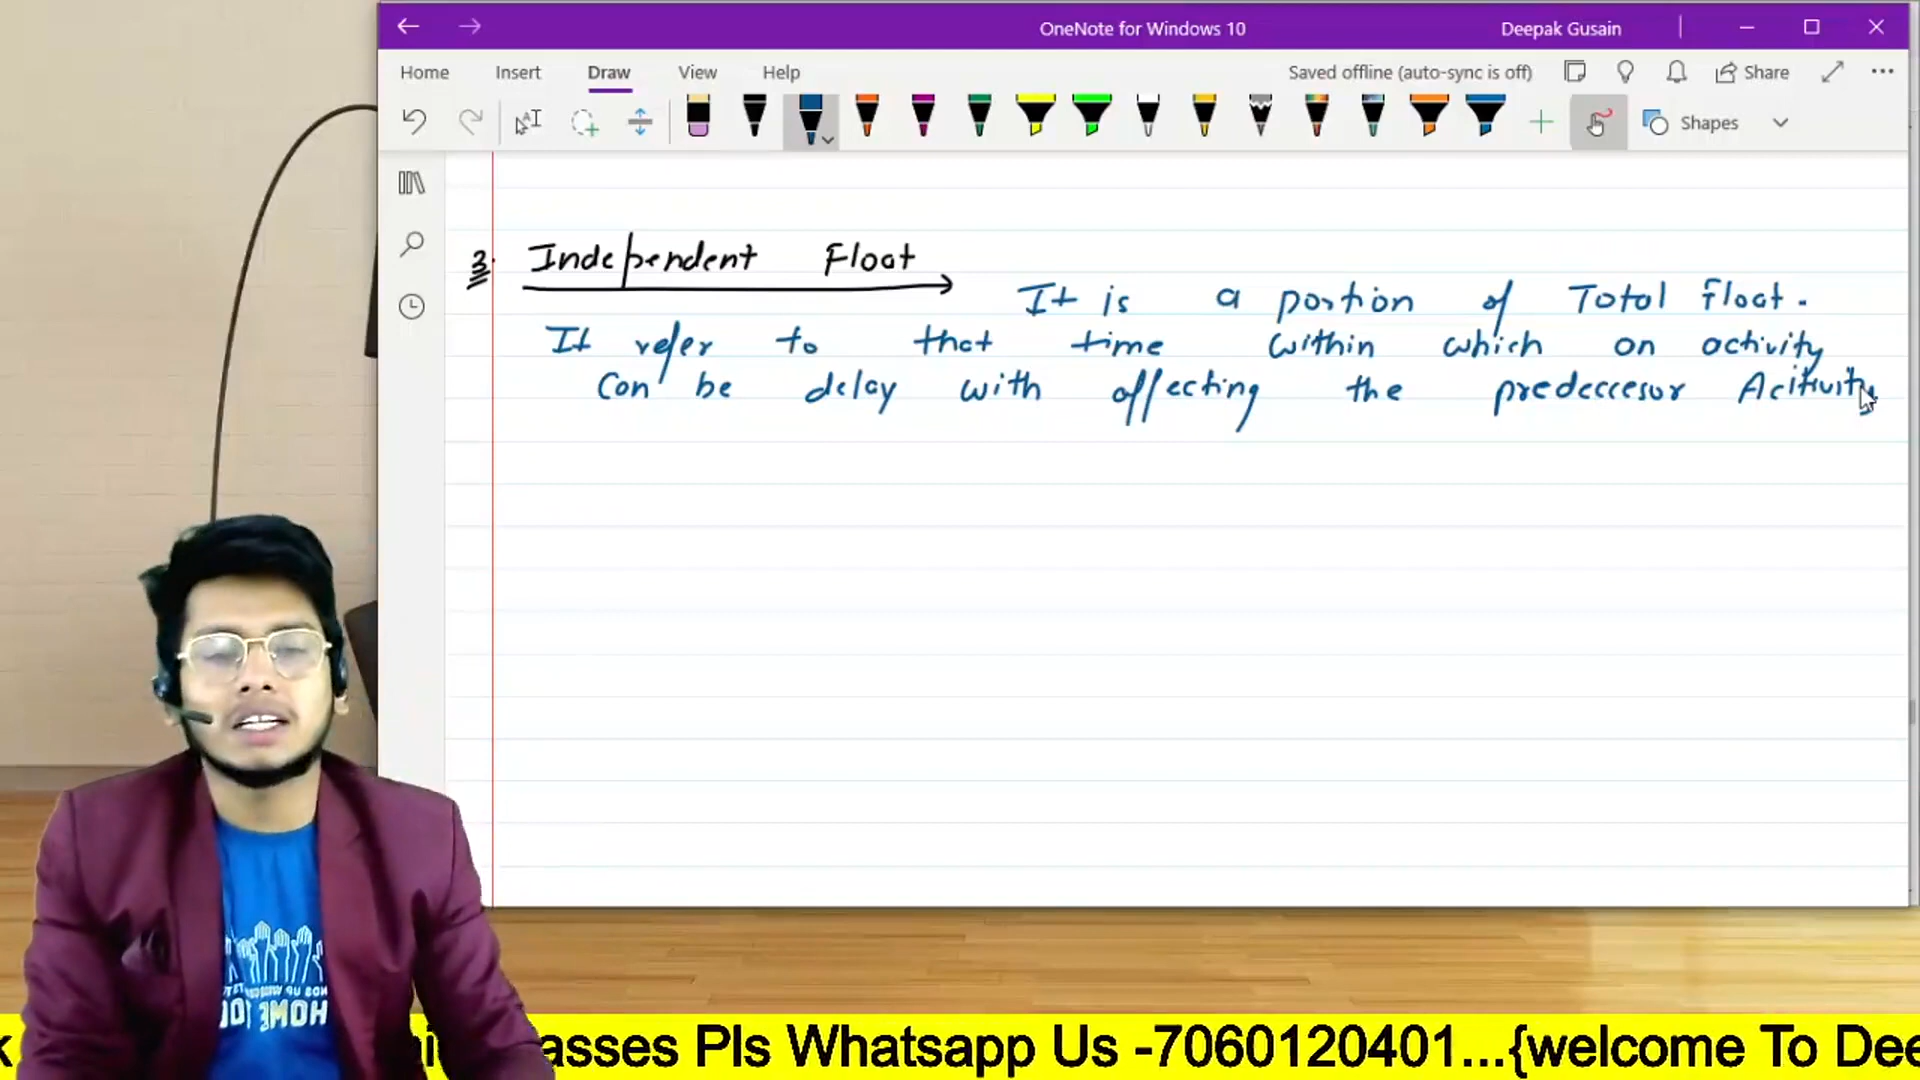 OneNote for Windows 10
Deepak Gusain
Home Insert Draw View Help
Saved offline (auto-sync is off) Share
Shapes
3. Independent Float
It is a portion of Total Float.
It refer to that time within which an activity
Can be delay with affecting the predeccesor Acitivity
HOME
asses Pls Whatsapp Us -7060120401...{welcome To Dee